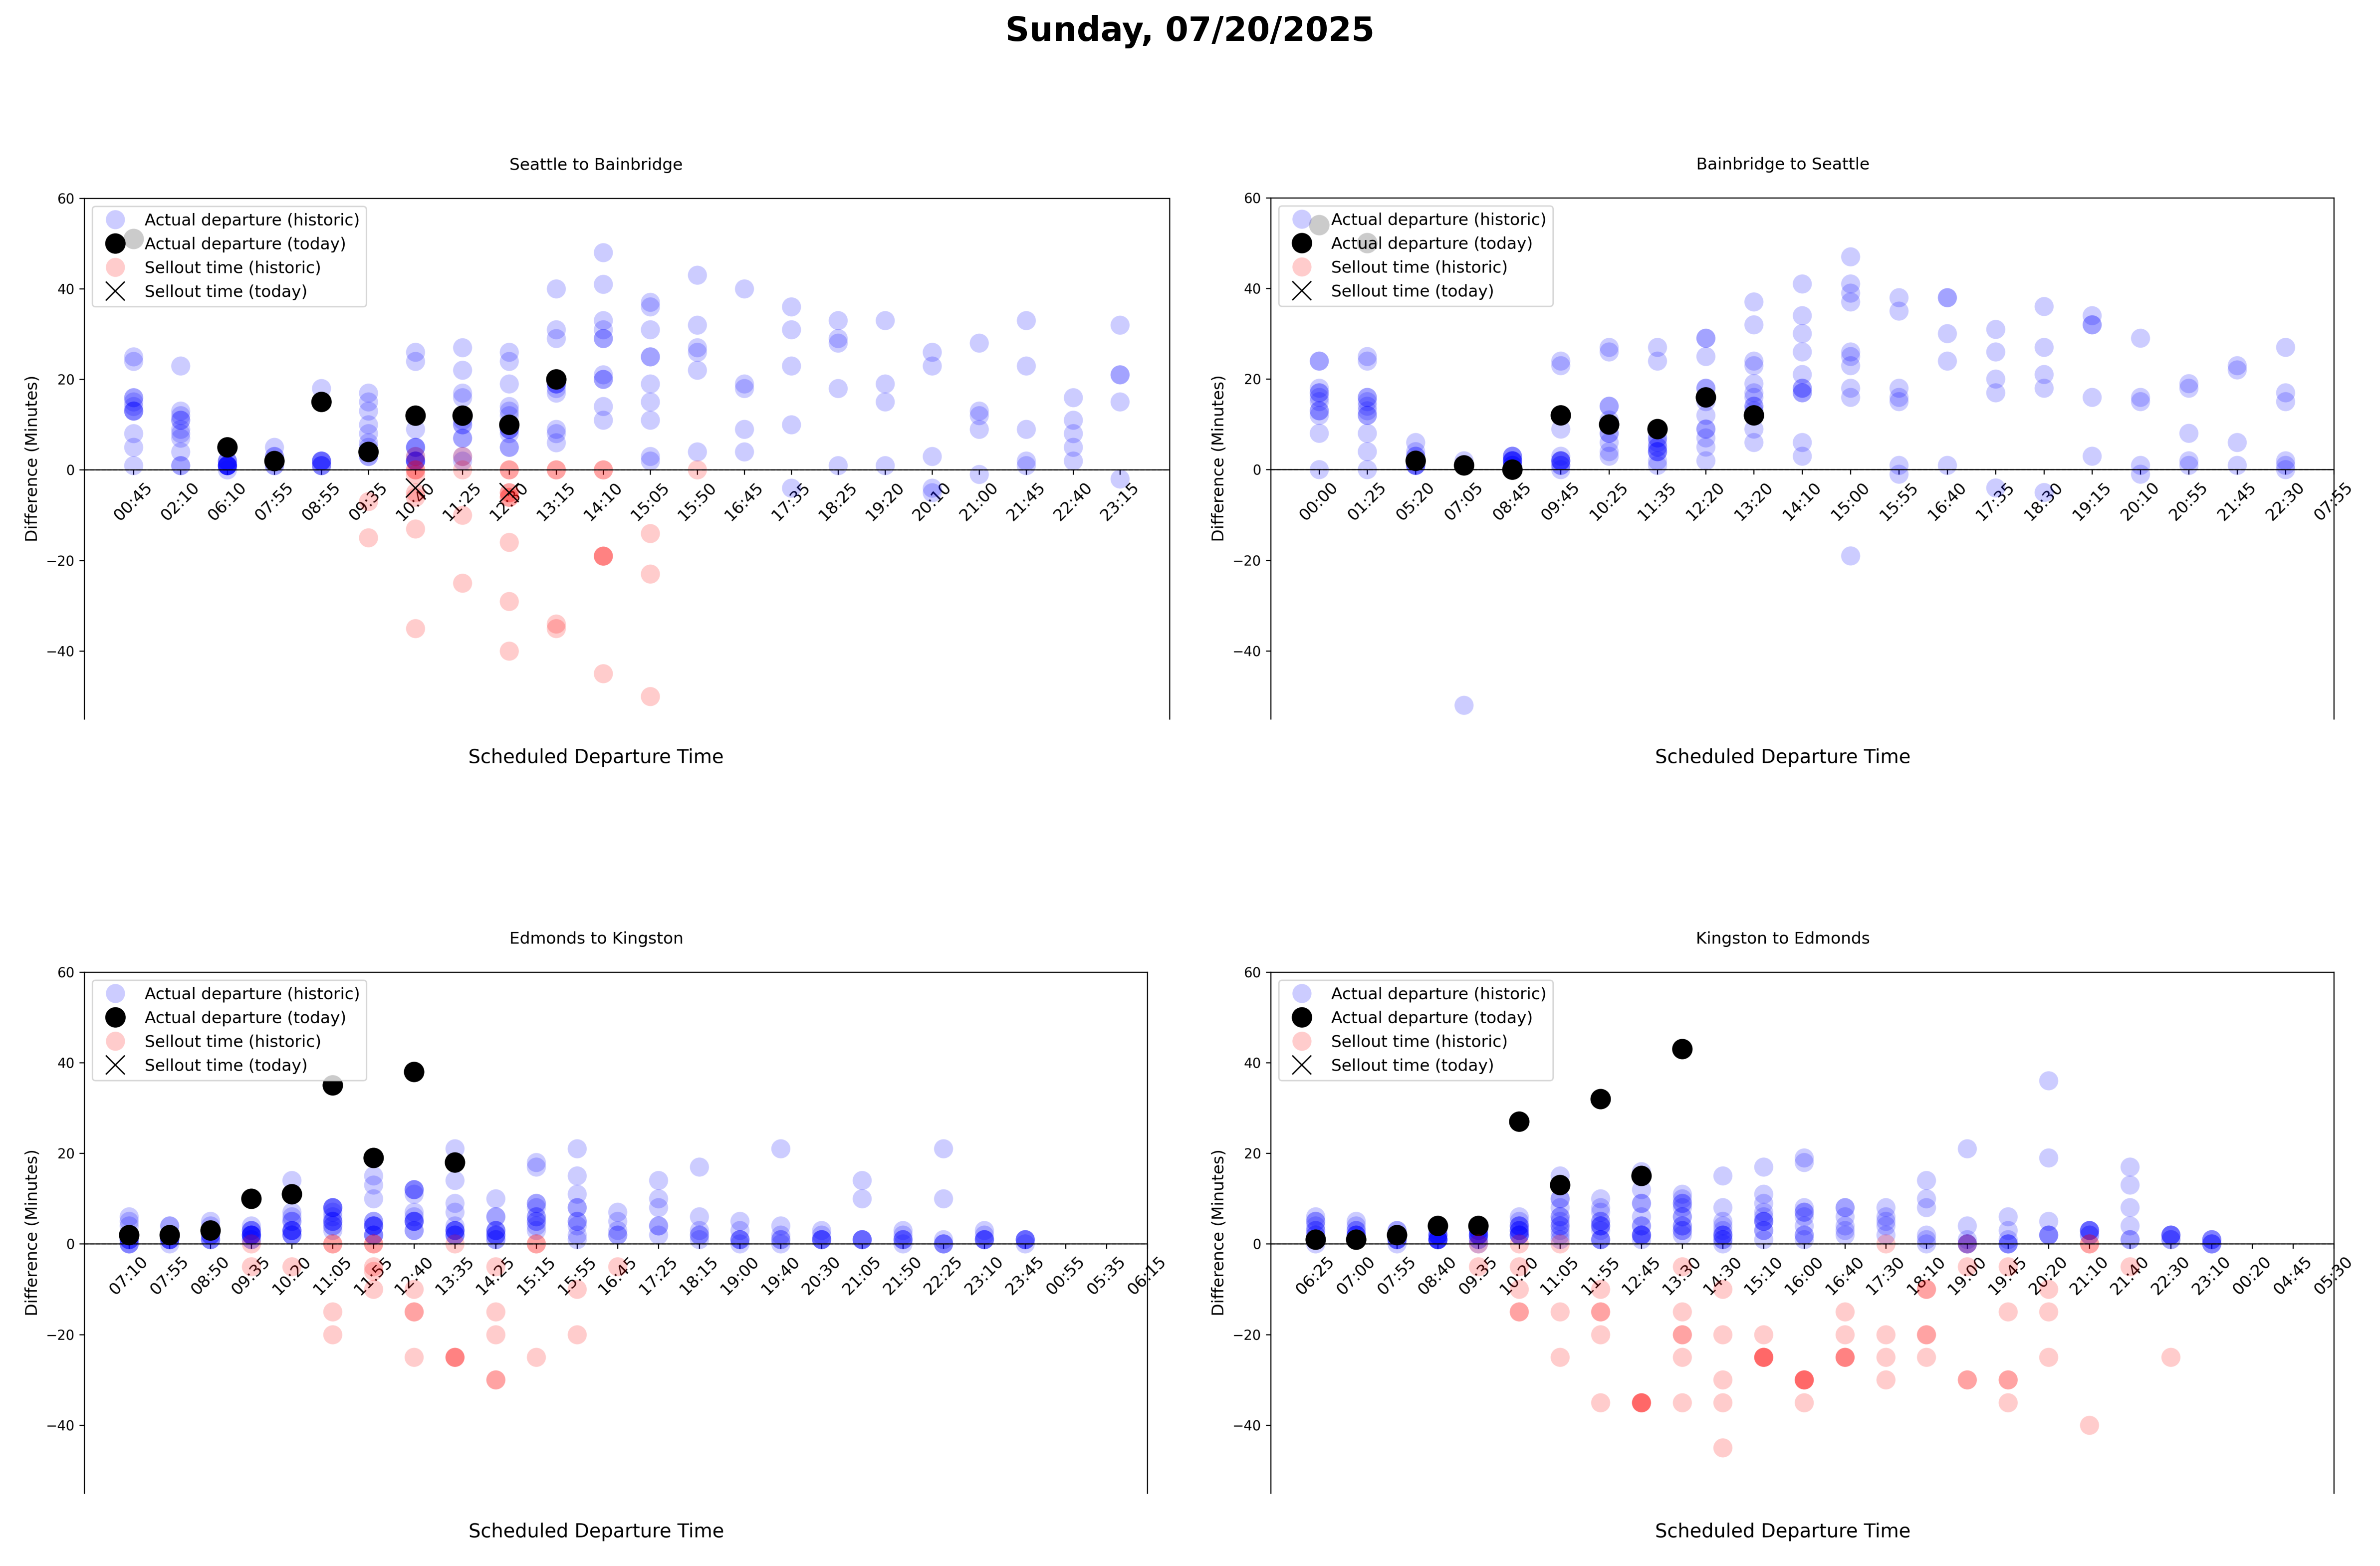 Sunday, 07/20/2025
Seattle to Bainbridge
60
40
20
0
−20
−40
Difference (Minutes)
Actual departure (historic)
Actual departure (today)
Sellout time (historic)
Sellout time (today)
00:45 02:10 06:10 07:55 08:55 09:35 10:40 11:25 12:20 13:15 14:10 15:05 15:50 16:45 17:35 18:25 19:20 20:10 21:00 21:45 22:40 23:15
Scheduled Departure Time
Bainbridge to Seattle
60
40
20
0
−20
−40
Difference (Minutes)
Actual departure (historic)
Actual departure (today)
Sellout time (historic)
Sellout time (today)
00:00 01:25 05:20 07:05 08:45 09:45 10:25 11:35 12:20 13:20 14:10 15:00 15:55 16:40 17:35 18:30 19:15 20:10 20:55 21:45 22:30 07:55
Scheduled Departure Time
Edmonds to Kingston
60
40
20
0
−20
−40
Difference (Minutes)
Actual departure (historic)
Actual departure (today)
Sellout time (historic)
Sellout time (today)
07:10 07:55 08:50 09:35 10:20 11:05 11:55 12:40 13:35 14:25 15:15 15:55 16:45 17:25 18:15 19:00 19:40 20:30 21:05 21:50 22:25 23:10 23:45 00:55 05:35 06:15
Scheduled Departure Time
Kingston to Edmonds
60
40
20
0
−20
−40
Difference (Minutes)
Actual departure (historic)
Actual departure (today)
Sellout time (historic)
Sellout time (today)
06:25 07:00 07:55 08:40 09:35 10:20 11:05 11:55 12:45 13:30 14:30 15:10 16:00 16:40 17:30 18:10 19:00 19:45 20:20 21:10 21:40 22:30 23:10 00:20 04:45 05:30
Scheduled Departure Time